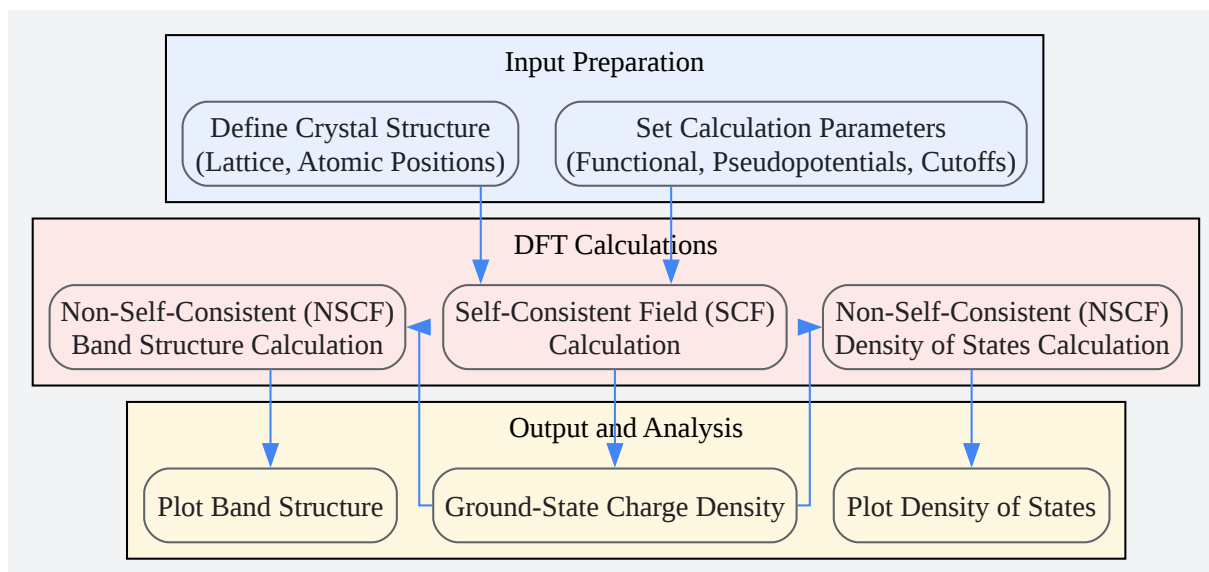 Input Preparation
Define Crystal Structure
(Lattice, Atomic Positions)
Set Calculation Parameters
(Functional, Pseudopotentials, Cutoffs)
DFT Calculations
Non-Self-Consistent (NSCF)
Band Structure Calculation
Self-Consistent Field (SCF)
Calculation
Non-Self-Consistent (NSCF)
Density of States Calculation
Output and Analysis
Plot Band Structure
Ground-State Charge Density
Plot Density of States